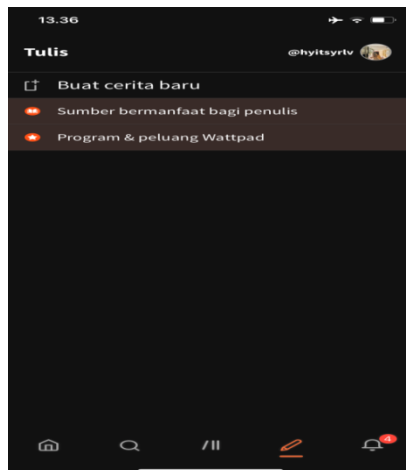 13.36
Tulis @hyitsyrlv
Buat cerita baru
Sumber bermanfaat bagi penulis
Program & peluang Wattpad
4